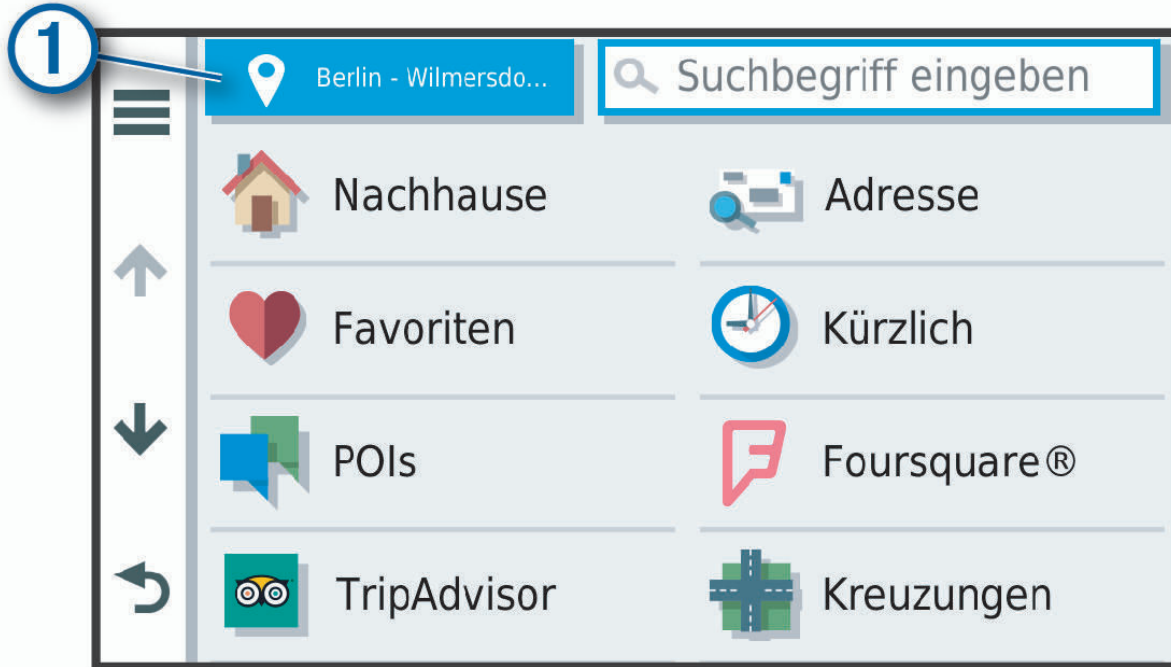 1
Berlin - Wilmersdo...
Suchbegriff eingeben
Nachhause
Adresse
Favoriten
Kürzlich
POIs
Foursquare®
TripAdvisor
Kreuzungen